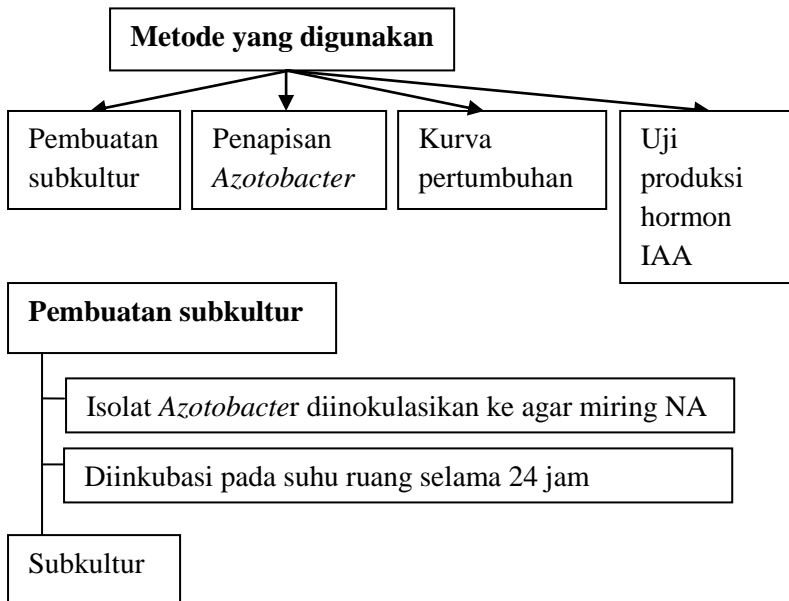 Metode yang digunakan
Pembuatan
subkultur
Penapisan
Azotobacter
Kurva
pertumbuhan
Uji
produksi
hormon
IAA
Pembuatan subkultur
Isolat Azotobacter diinokulasikan ke agar miring NA
Diinkubasi pada suhu ruang selama 24 jam
Subkultur